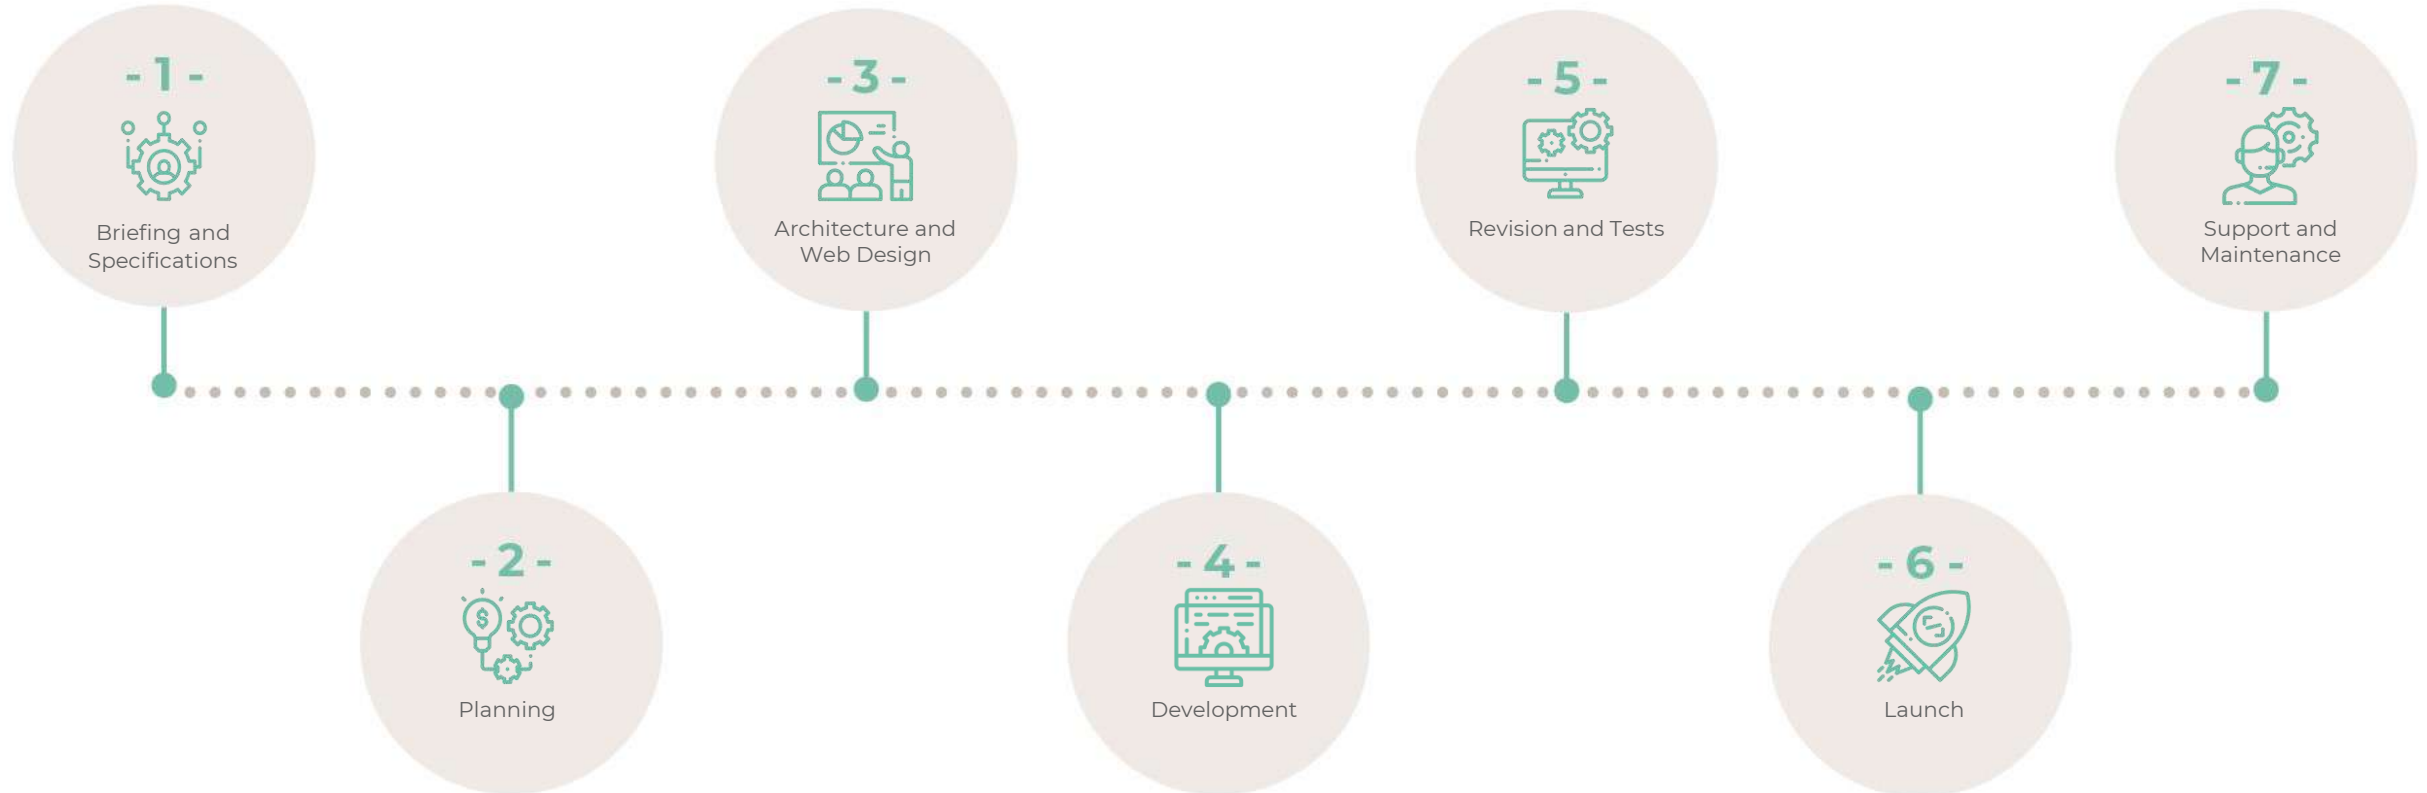 - 1 -
Briefing and
Specifications
- 2 -
$
Planning
- 3 -
Architecture and
Web Design
- 4 -
Development
- 5 -
Revision and Tests
- 6 -
Launch
- 7 -
Support and
Maintenance